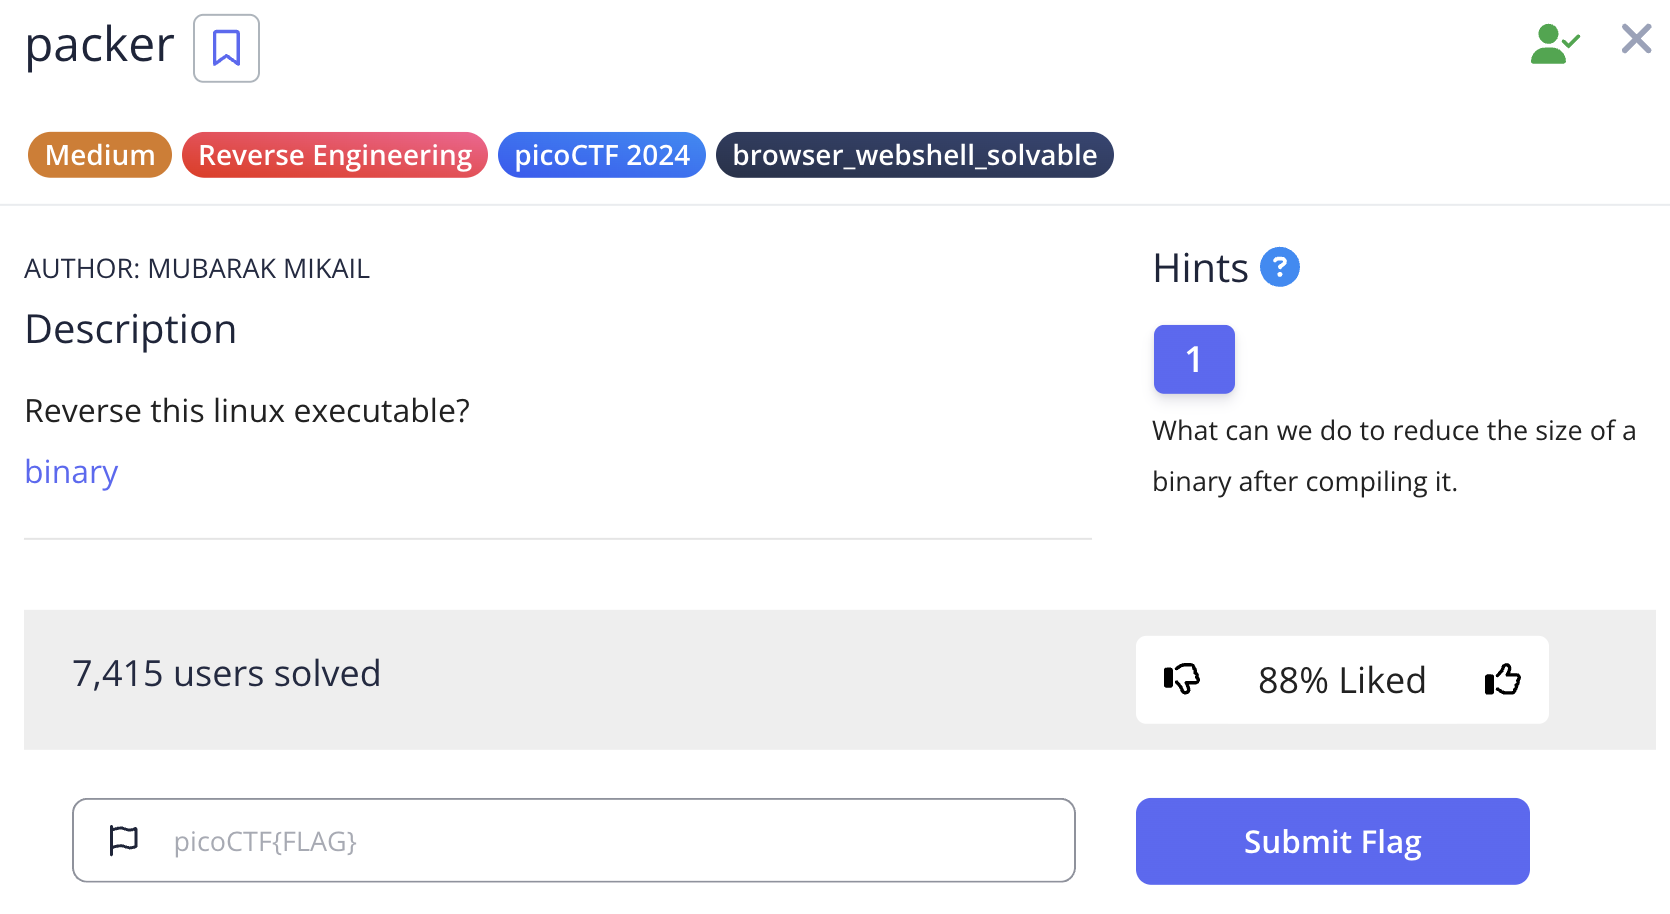 packer
Medium
Reverse Engineering
picoCTF 2024
browser_webshell_solvable
AUTHOR: MUBARAK MIKAIL
Description
Reverse this linux executable?
binary
Hints ?
1
What can we do to reduce the size of a
binary after compiling it.
7,415 users solved
88% Liked
picoCTF{FLAG}
Submit Flag